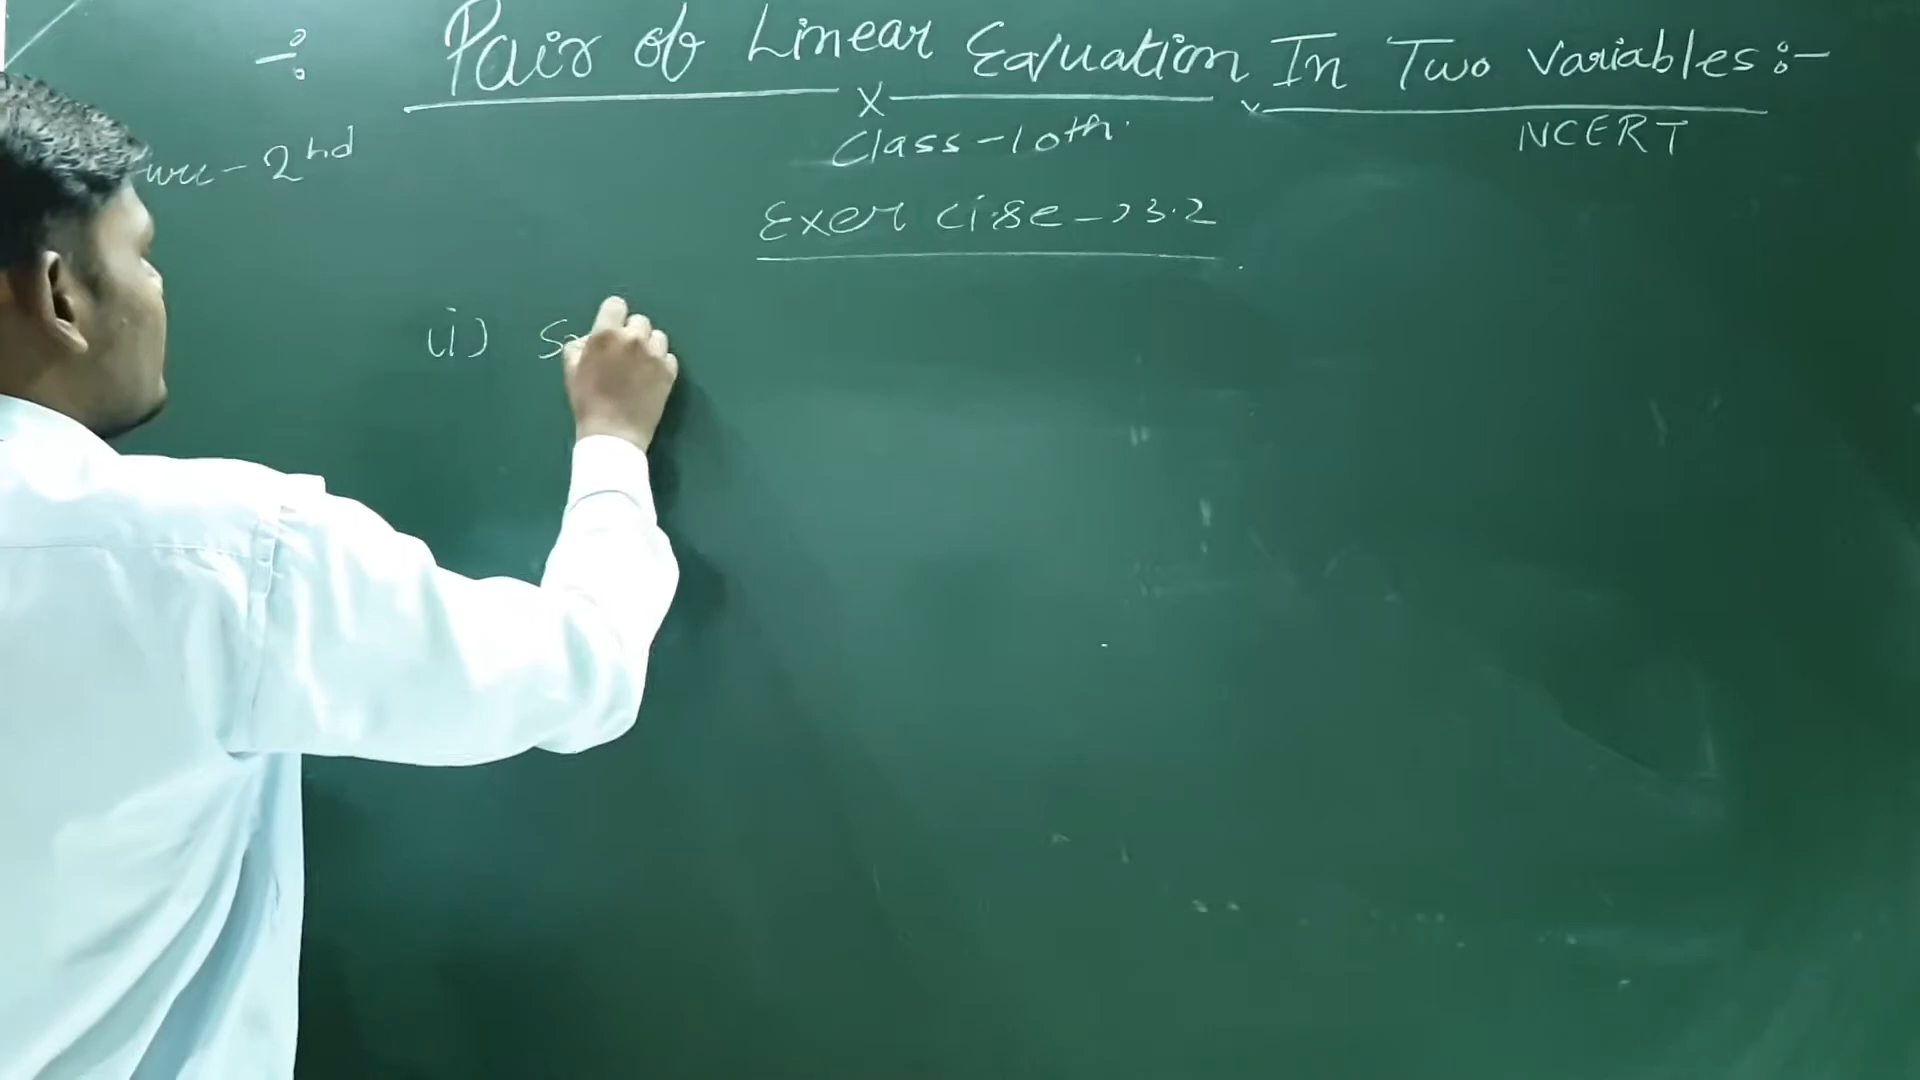 ÷ Pair of Linear Equation In Two Variables :-
Class - 10th
NCERT
- 2nd
Exercise → 3.2
(i) S